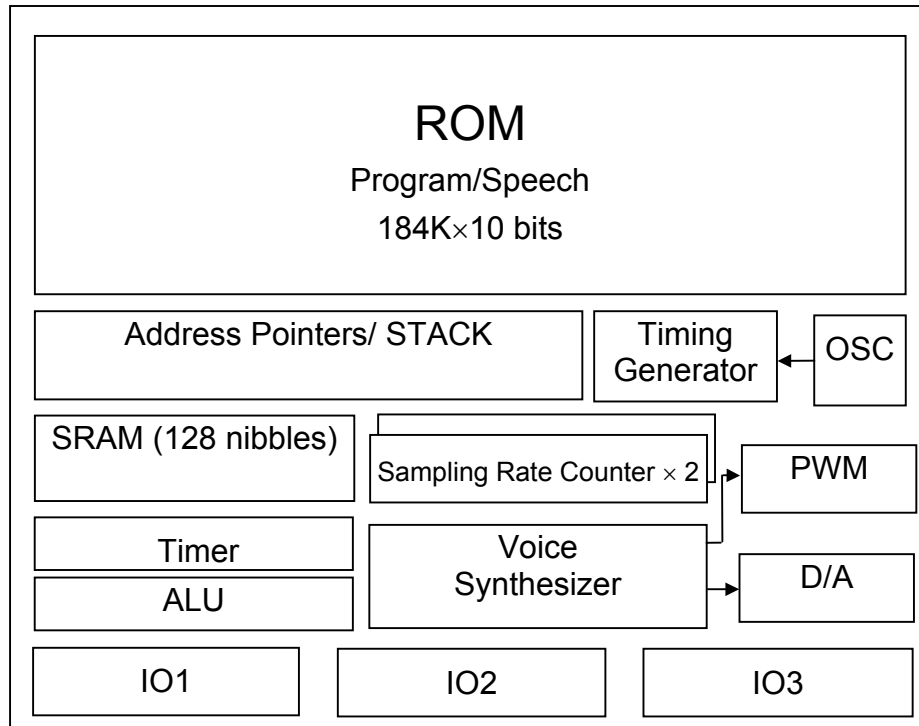 ROM
Program/Speech
184K×10 bits
Address Pointers/ STACK
Timing
Generator
OSC
SRAM (128 nibbles)
Sampling Rate Counter × 2
PWM
Timer
Voice
Synthesizer
D/A
ALU
IO1
IO2
IO3